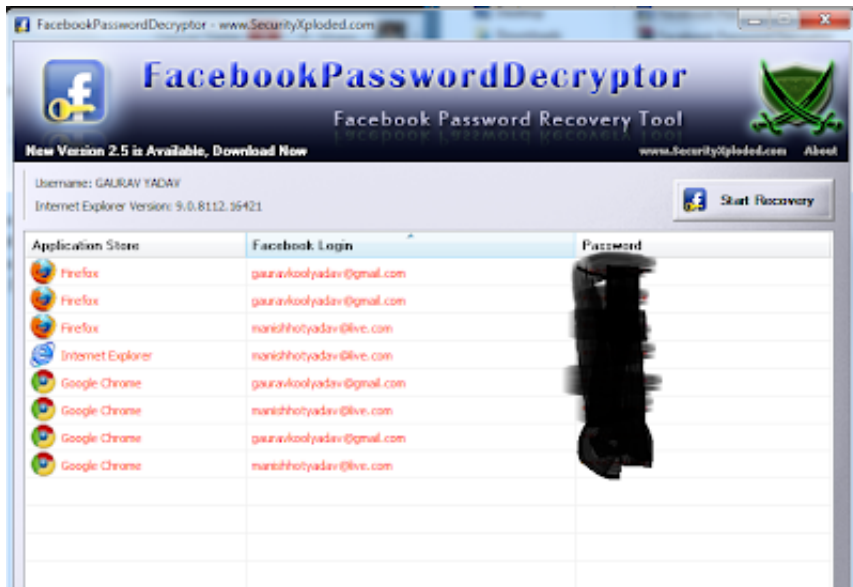 FacebookPasswordDecryptor - www.SecurityXploded.com
FacebookPasswordDecryptor
Facebook Password Recovery Tool
New Version 2.5 is Available, Download Now www.SecurityXploded.com About
Username: GAURAV YADAV
Internet Explorer Version: 9.0.8112.16421
Start Recovery
Application Store Facebook Login Password
Firefox gauravkoolyadav@gmail.com
Firefox gauravkoolyadav@gmail.com
Firefox manishhotyadav@live.com
Internet Explorer manishhotyadav@live.com
Google Chrome gauravkoolyadav@gmail.com
Google Chrome manishhotyadav@live.com
Google Chrome gauravkoolyadav@gmail.com
Google Chrome manishhotyadav@live.com